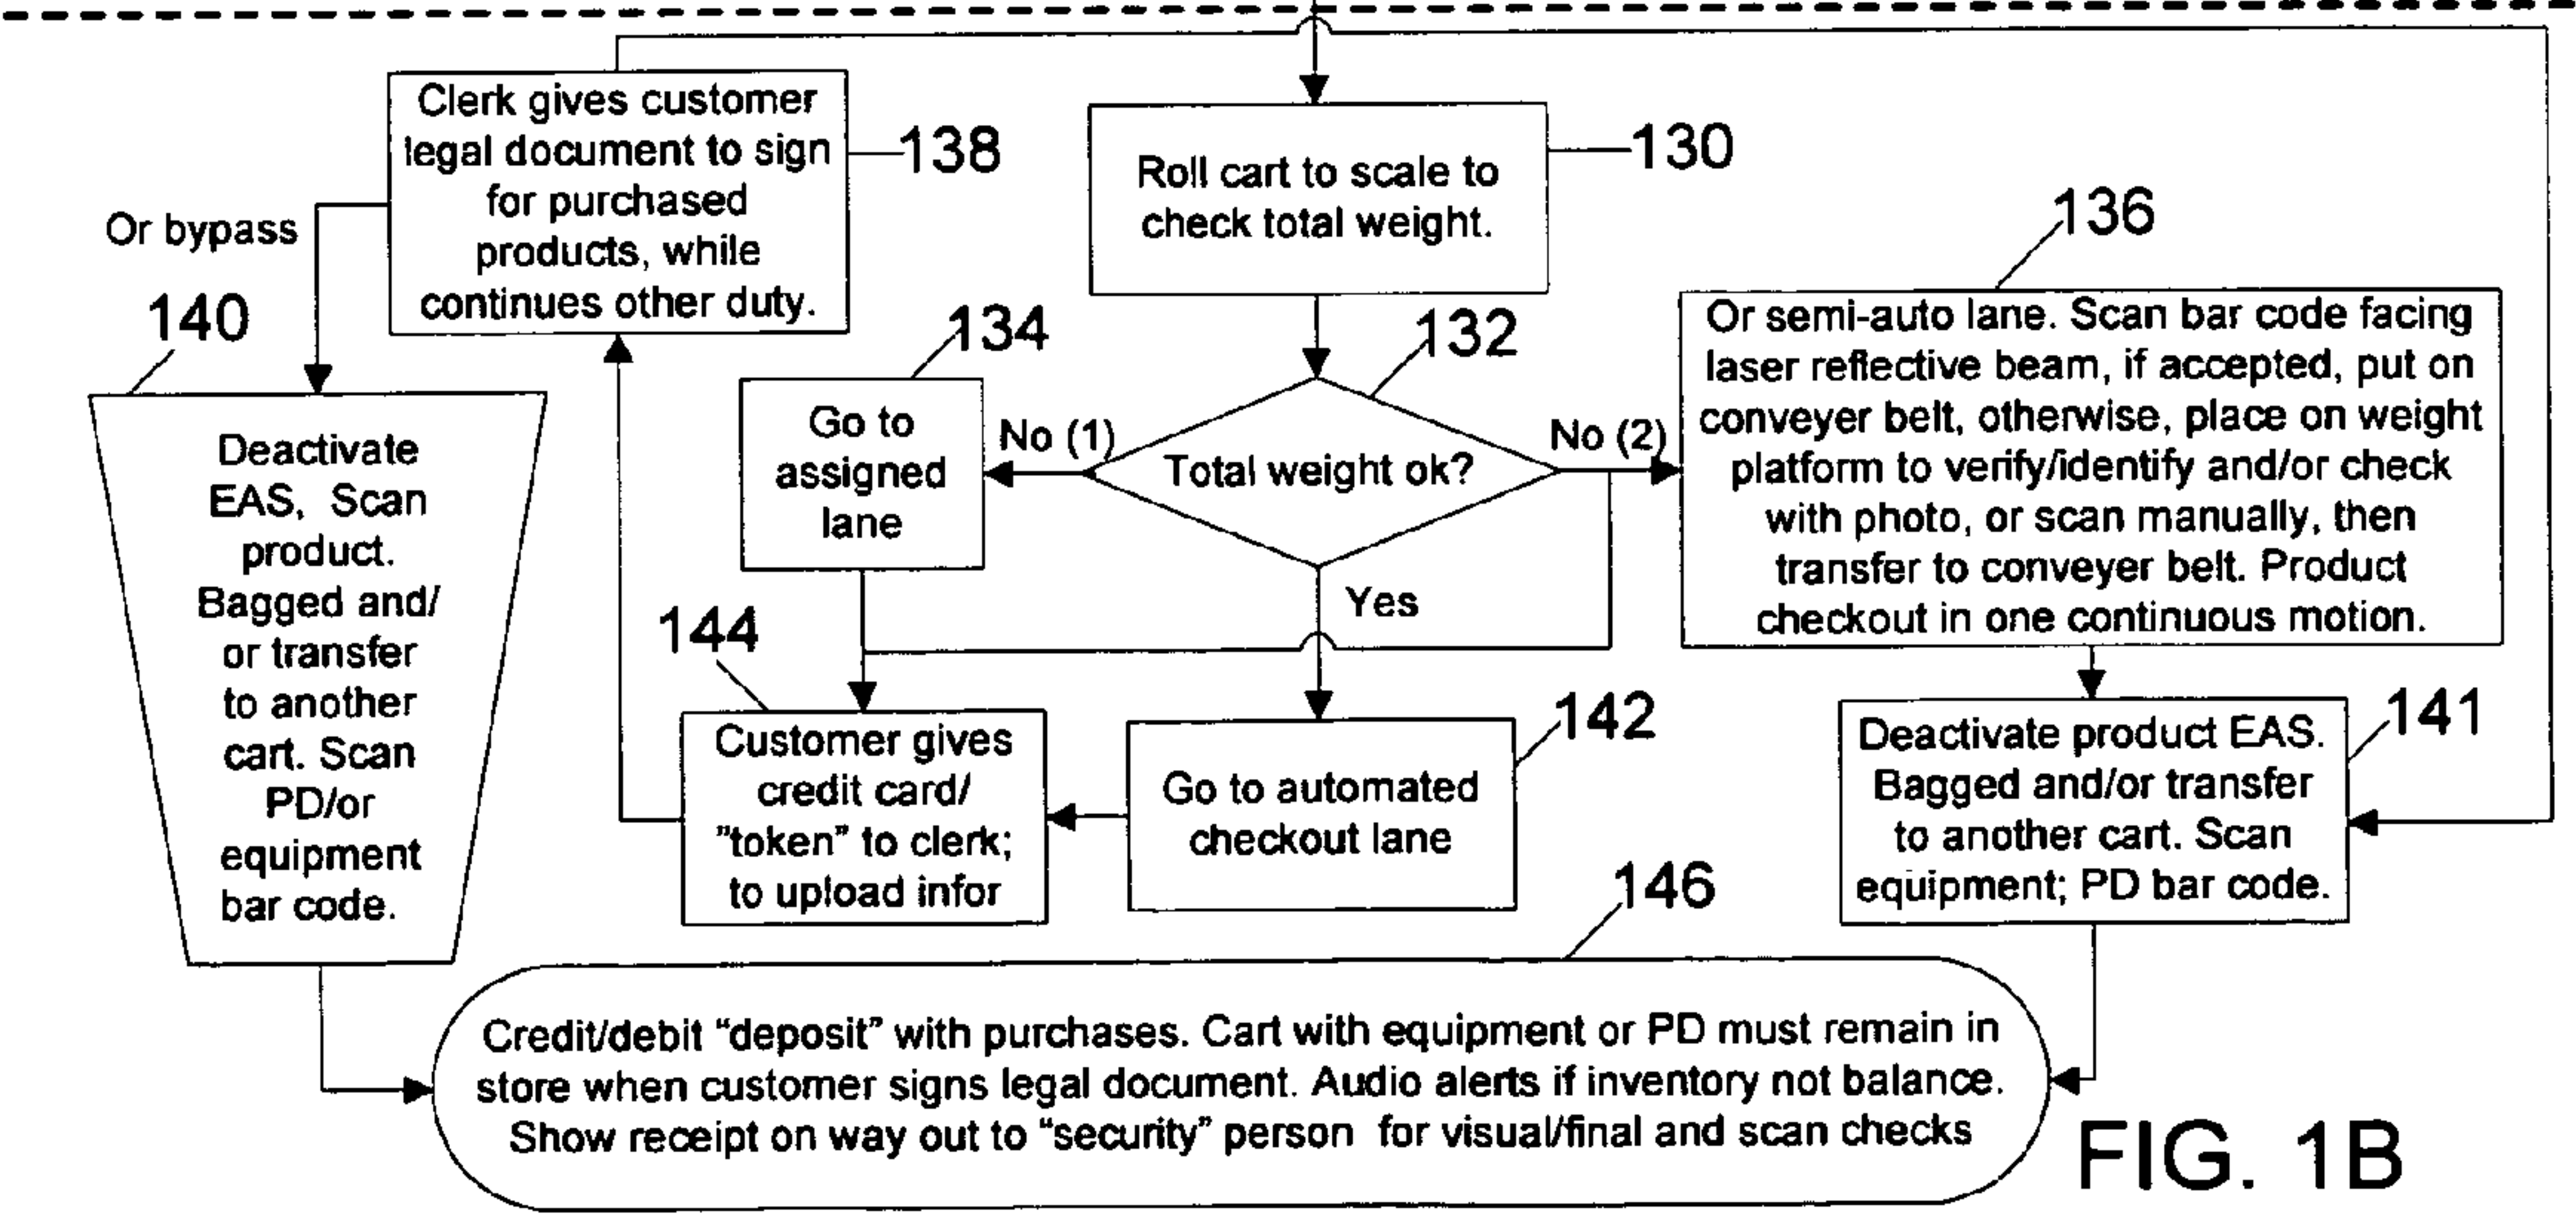 Clerk gives customer
legal document to sign
for purchased
products, while
continues other duty.
138
Or bypass
Roll cart to scale to
check total weight.
130
136
Or semi-auto lane. Scan bar code facing
laser reflective beam, if accepted, put on
conveyer belt, otherwise, place on weight
platform to verify/identify and/or check
with photo, or scan manually, then
transfer to conveyer belt. Product
checkout in one continuous motion.
140
Deactivate
EAS, Scan
product.
Bagged and/
or transfer
to another
cart. Scan
PD/or
equipment
bar code.
134
Go to
assigned
lane
No (1)
132
Total weight ok?
No (2)
Yes
144
Customer gives
credit card/
"token" to clerk;
to upload infor
142
Go to automated
checkout lane
141
Deactivate product EAS.
Bagged and/or transfer
to another cart. Scan
equipment; PD bar code.
146
Credit/debit “deposit” with purchases. Cart with equipment or PD must remain in
store when customer signs legal document. Audio alerts if inventory not balance.
Show receipt on way out to “security” person for visual/final and scan checks
FIG. 1B